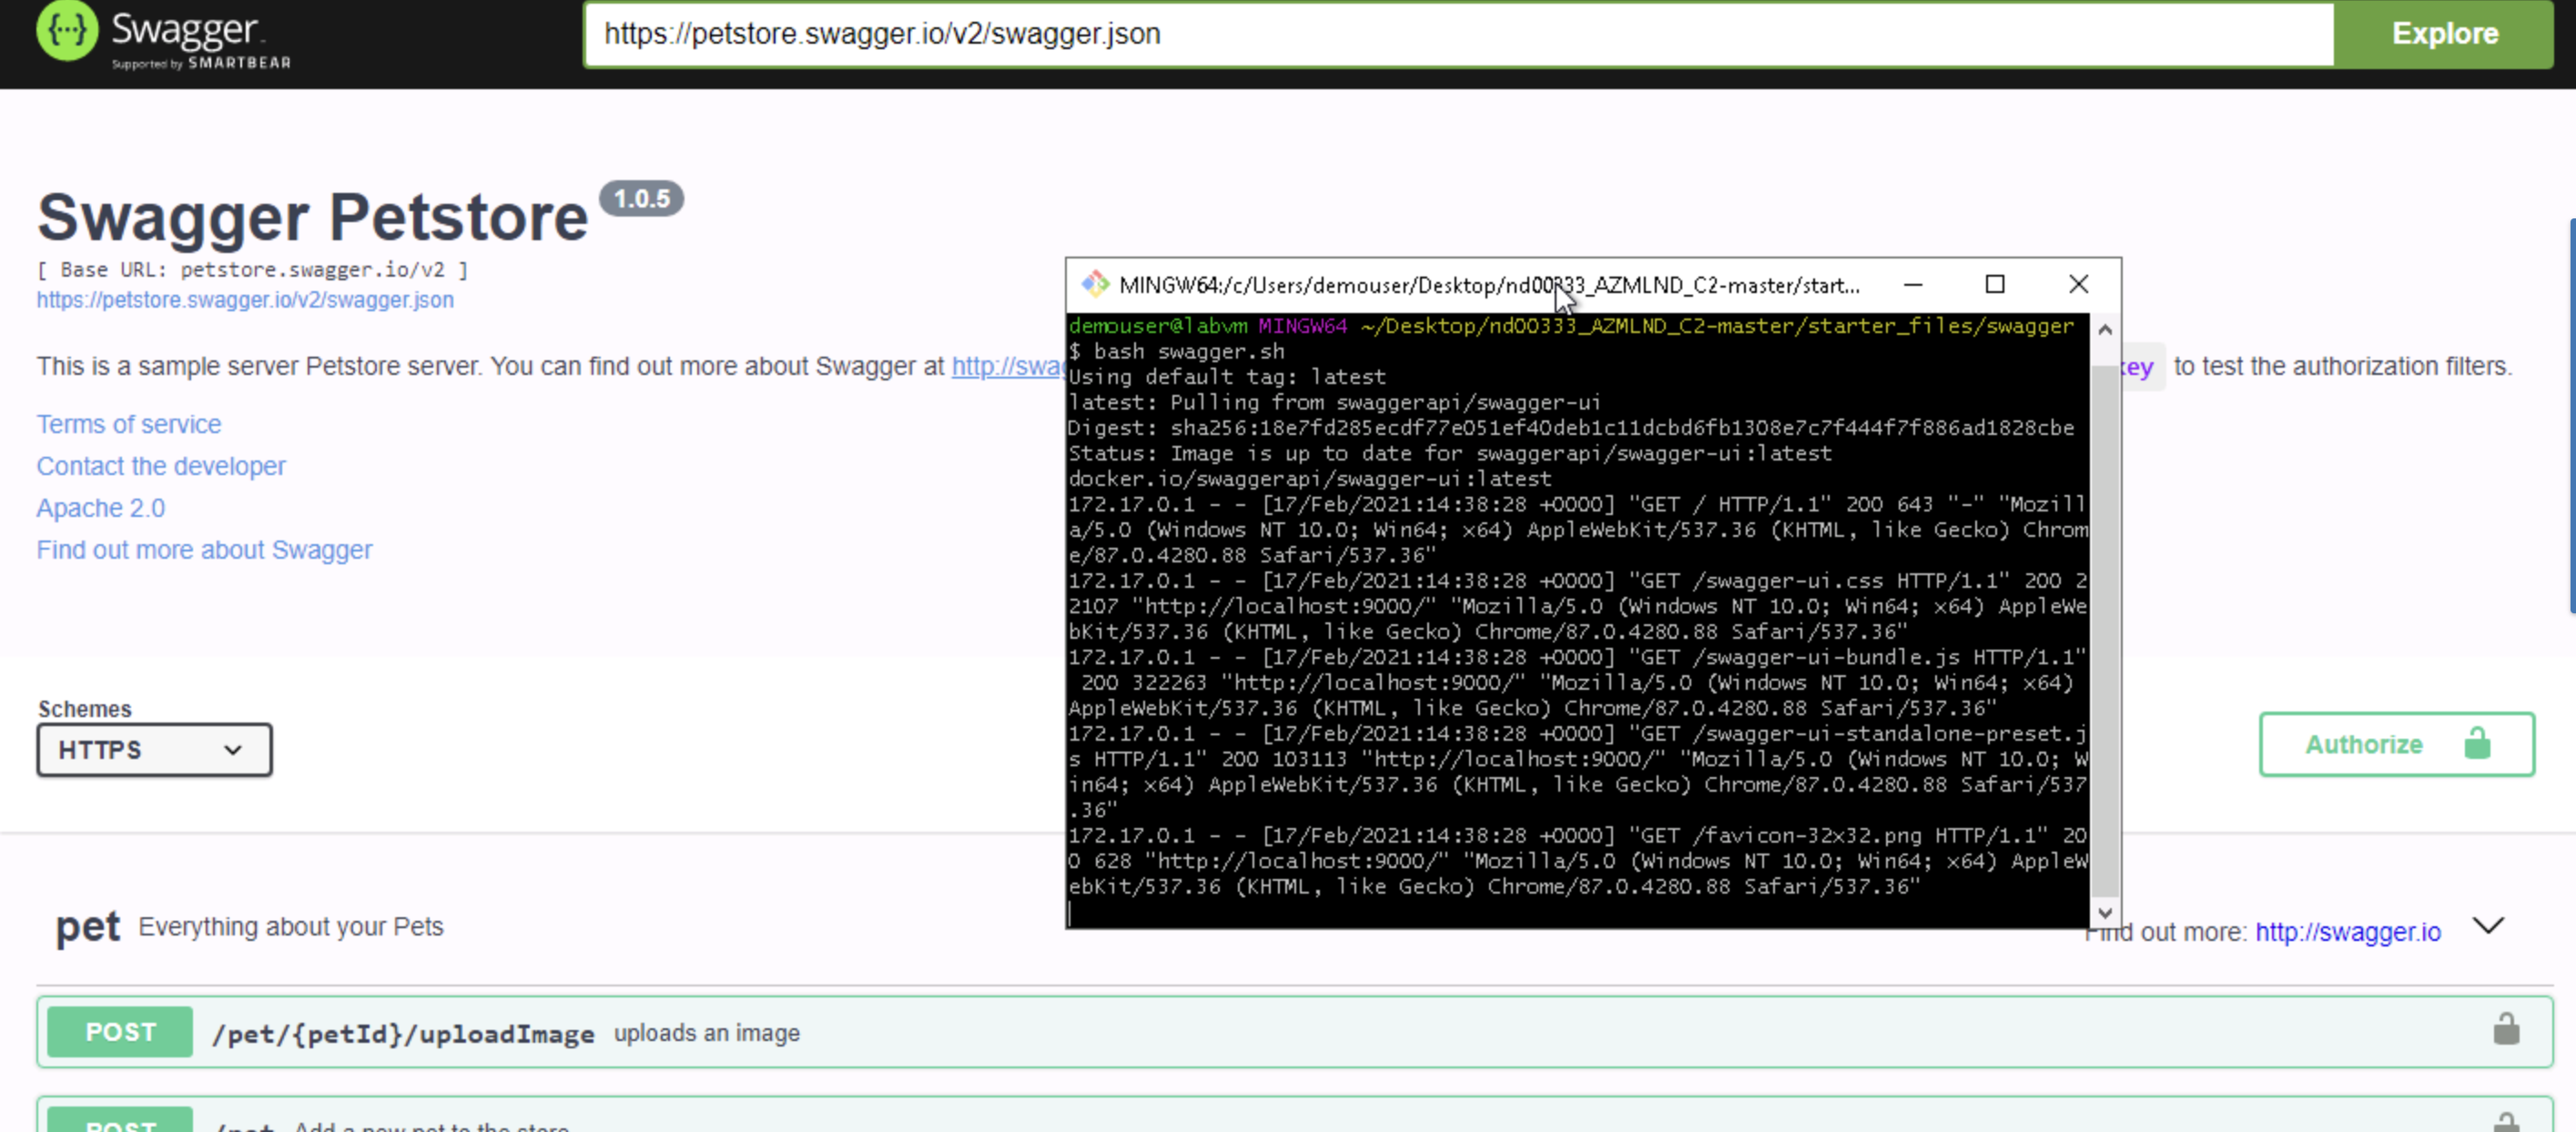 Swagger.
Supported by SMARTBEAR
https://petstore.swagger.io/v2/swagger.json
Explore
Swagger Petstore 1.0.5
[ Base URL: petstore.swagger.io/v2 ]
https://petstore.swagger.io/v2/swagger.json
This is a sample server Petstore server. You can find out more about Swagger at http://swag
to test the authorization filters.
Terms of service
Contact the developer
Apache 2.0
Find out more about Swagger
MINGW64:/c/Users/demouser/Desktop/nd00333_AZMLND_C2-master/start...
demouser@labvm MINGW64 ~/Desktop/nd00333_AZMLND_C2-master/starter_files/swagger
$ bash swagger.sh
Using default tag: latest
latest: Pulling from swaggerapi/swagger-ui
Digest: sha256:18e7fd285ecdf77e051ef40deb1c11dcbd6fb1308e7c7f444f7f886ad1828cbe
Status: Image is up to date for swaggerapi/swagger-ui:latest
docker.io/swaggerapi/swagger-ui:latest
172.17.0.1 - - [17/Feb/2021:14:38:28 +0000] "GET / HTTP/1.1" 200 643 "-" "Mozill
a/5.0 (Windows NT 10.0; Win64; x64) AppleWebKit/537.36 (KHTML, like Gecko) Chrom
e/87.0.4280.88 Safari/537.36"
172.17.0.1 - - [17/Feb/2021:14:38:28 +0000] "GET /swagger-ui.css HTTP/1.1" 200 2
2107 "http://localhost:9000/" "Mozilla/5.0 (Windows NT 10.0; Win64; x64) AppleWe
bKit/537.36 (KHTML, like Gecko) Chrome/87.0.4280.88 Safari/537.36"
172.17.0.1 - - [17/Feb/2021:14:38:28 +0000] "GET /swagger-ui-bundle.js HTTP/1.1"
200 322263 "http://localhost:9000/" "Mozilla/5.0 (Windows NT 10.0; Win64; x64)
AppleWebKit/537.36 (KHTML, like Gecko) Chrome/87.0.4280.88 Safari/537.36"
172.17.0.1 - - [17/Feb/2021:14:38:28 +0000] "GET /swagger-ui-standalone-preset.j
s HTTP/1.1" 200 103113 "http://localhost:9000/" "Mozilla/5.0 (Windows NT 10.0; W
in64; x64) AppleWebKit/537.36 (KHTML, like Gecko) Chrome/87.0.4280.88 Safari/537
.36"
172.17.0.1 - - [17/Feb/2021:14:38:28 +0000] "GET /favicon-32x32.png HTTP/1.1" 20
0 628 "http://localhost:9000/" "Mozilla/5.0 (Windows NT 10.0; Win64; x64) AppleW
ebKit/537.36 (KHTML, like Gecko) Chrome/87.0.4280.88 Safari/537.36"
Schemes
HTTPS
Authorize
pet Everything about your Pets
Find out more: http://swagger.io
POST /pet/{petId}/uploadImage uploads an image
POST /pet Add a new pet to the store